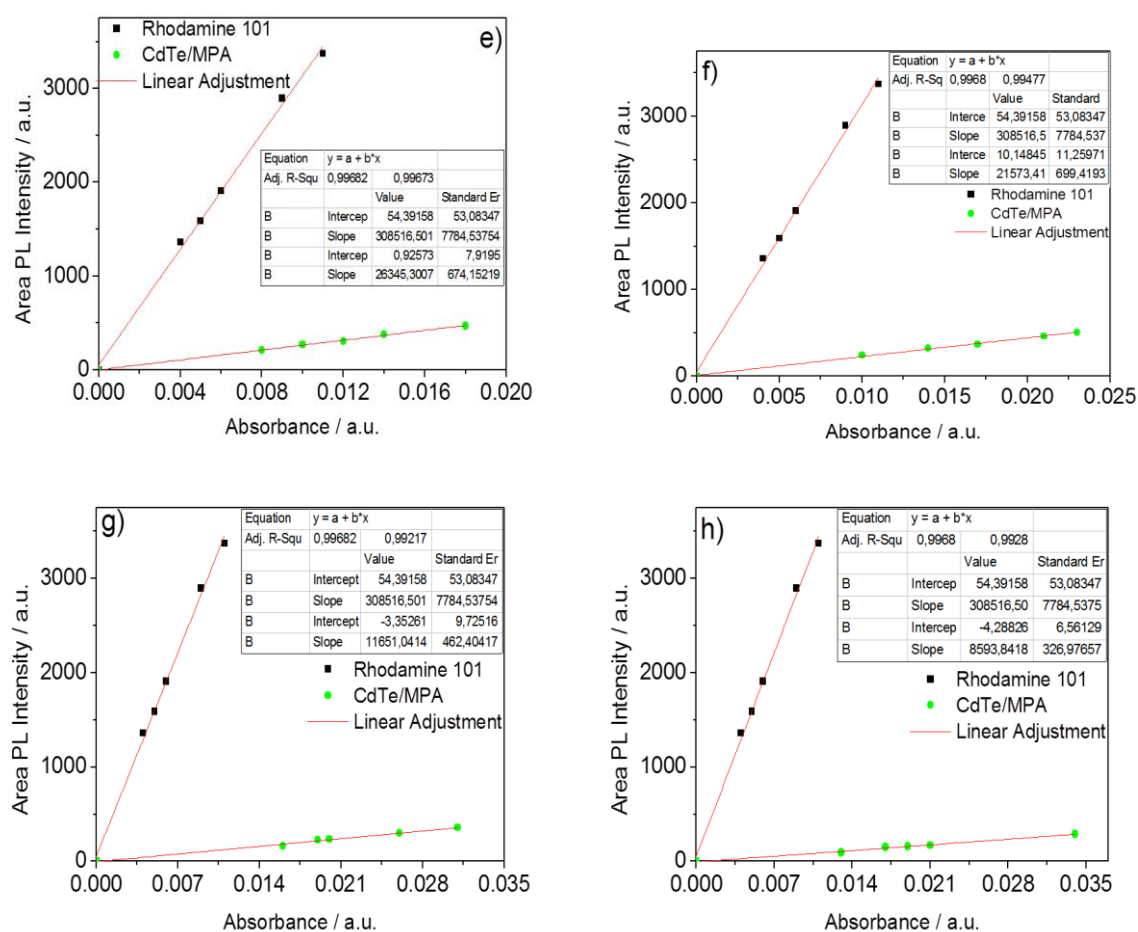 e)
Rhodamine 101
CdTe/MPA
Linear Adjustment
Equation y = a + b*x
Adj. R-Squ 0,99682 0,99673
Value Standard Er
B Intercep 54,39158 53,08347
B Slope 308516,501 7784,53754
B Intercep 0,92573 7,9195
B Slope 26345,3007 674,15219
Area PL Intensity / a.u.
3000
2000
1000
0
0.000 0.004 0.008 0.012 0.016 0.020
Absorbance / a.u.
f)
Equation y = a + b*x
Adj. R-Sq 0,9968 0,99477
Value Standard
B Interce 54,39158 53,08347
B Slope 308516,5 7784,537
B Interce 10,14845 11,25971
B Slope 21573,41 699,4193
Rhodamine 101
CdTe/MPA
Linear Adjustment
Area PL Intensity / a.u.
3000
2000
1000
0
0.000 0.005 0.010 0.015 0.020 0.025
Absorbance / a.u.
g)
Equation y = a + b*x
Adj. R-Squ 0,99682 0,99217
Value Standard Er
B Intercept 54,39158 53,08347
B Slope 308516,501 7784,53754
B Intercept -3,35261 9,72516
B Slope 11651,0414 462,40417
Rhodamine 101
CdTe/MPA
Linear Adjustment
Area PL Intensity / a.u.
3000
2000
1000
0
0.000 0.007 0.014 0.021 0.028 0.035
Absorbance / a.u.
h)
Equation y = a + b*x
Adj. R-Squ 0,9968 0,9928
Value Standard Er
B Intercep 54,39158 53,08347
B Slope 308516,50 7784,5375
B Intercep -4,28826 6,56129
B Slope 8593,8418 326,97657
Rhodamine 101
CdTe/MPA
Linear Adjustment
Area PL Intensity / a.u.
3000
2000
1000
0
0.000 0.007 0.014 0.021 0.028 0.035
Absorbance / a.u.